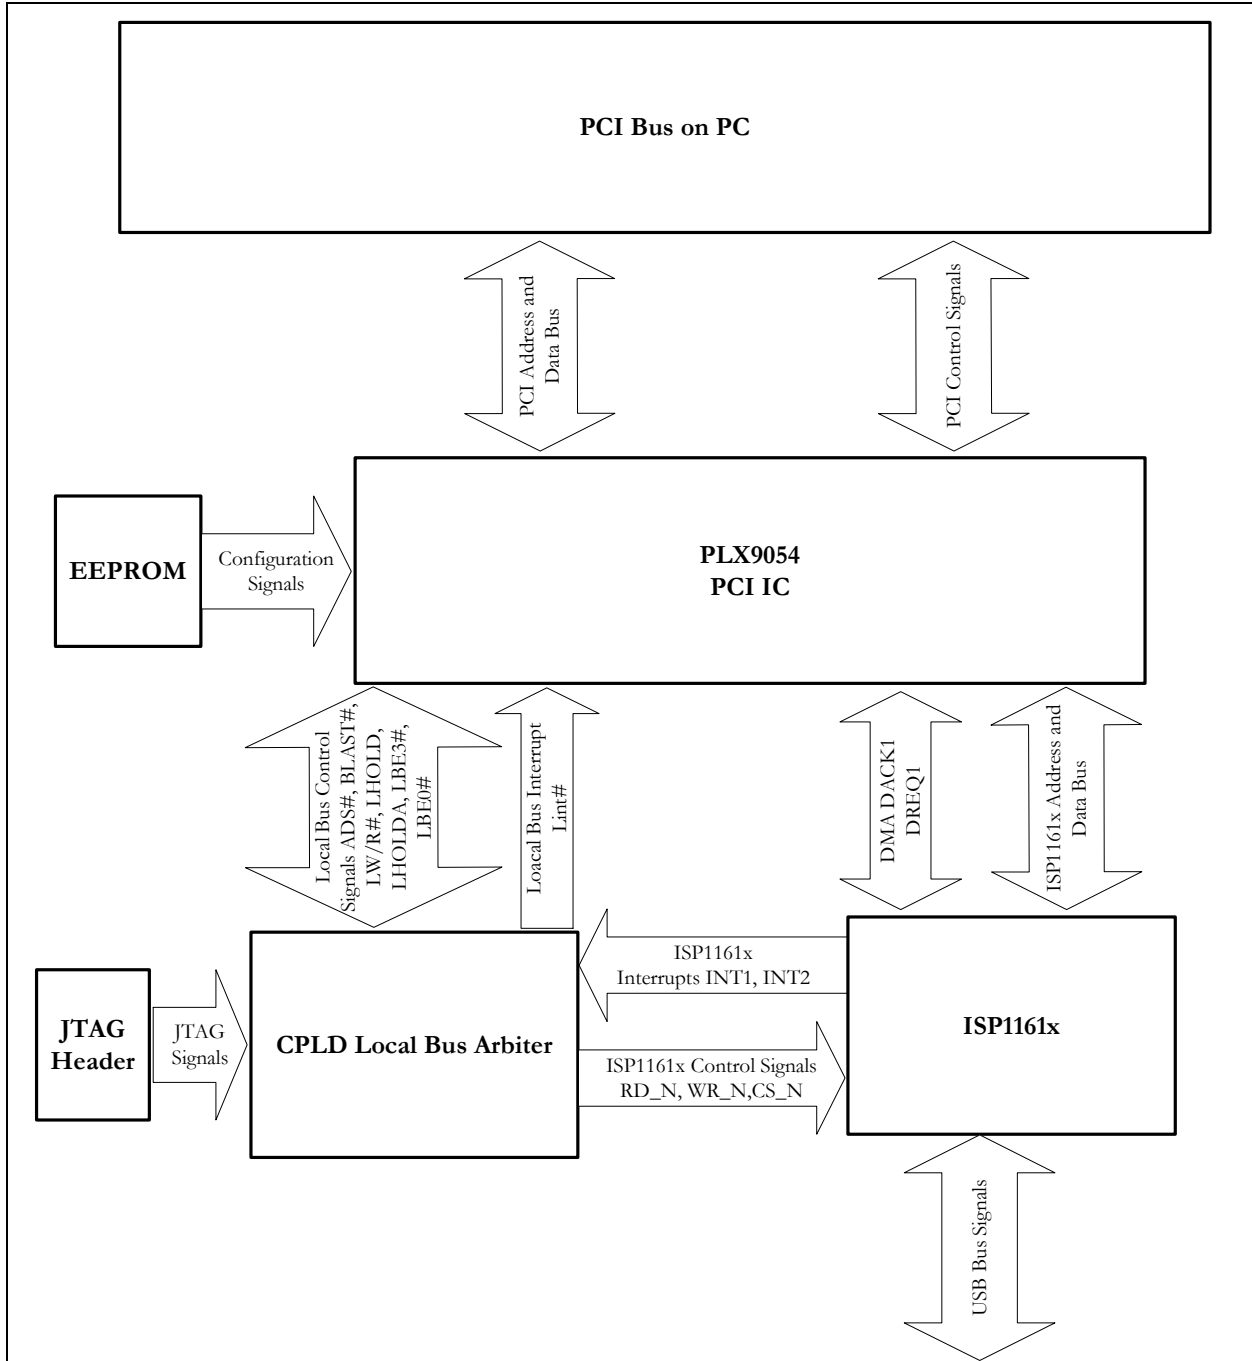 PCI Bus on PC
PCI Address and
Data Bus
PCI Control Signals
EEPROM
Configuration
Signals
PLX9054
PCI IC
Local Bus Control
Signals ADS#, BLAST#,
LW/R#, LHOLD,
LHOLDA, LBE3#,
LBE0#
Loacal Bus Interrupt
Lint#
DMA DACK1
DREQ1
ISP1161x Address and
Data Bus
JTAG
Header
JTAG
Signals
CPLD Local Bus Arbiter
ISP1161x
Interrupts INT1, INT2
ISP1161x Control Signals
RD_N, WR_N,CS_N
ISP1161x
USB Bus Signals